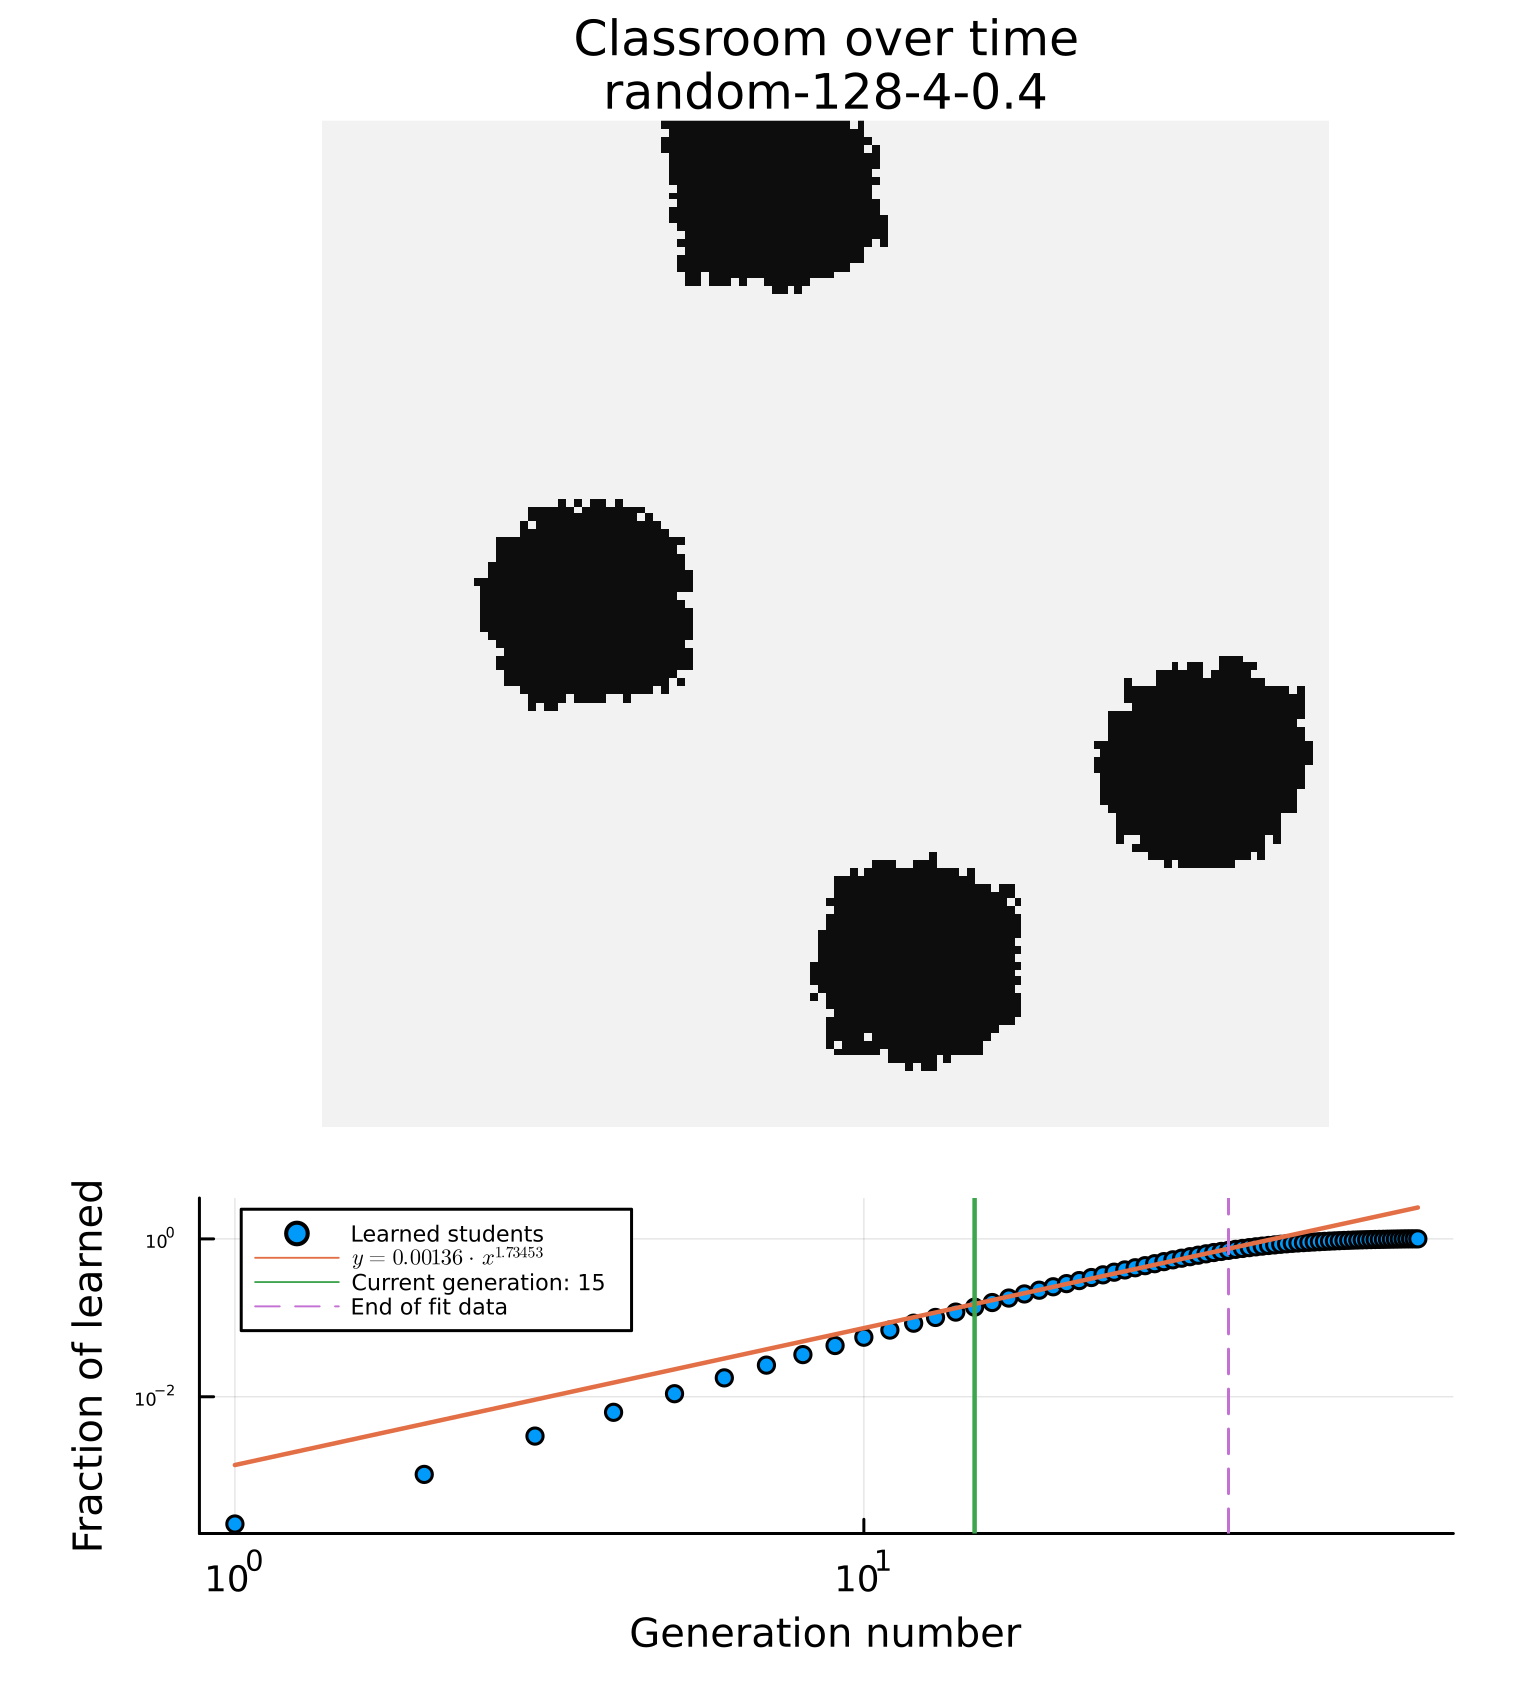 Classroom over time
random-128-4-0.4
Fraction of learned
10^0
10^−2
Learned students
y = 0.00136 · x^1.73453
Current generation: 15
End of fit data
10^0
10^1
Generation number